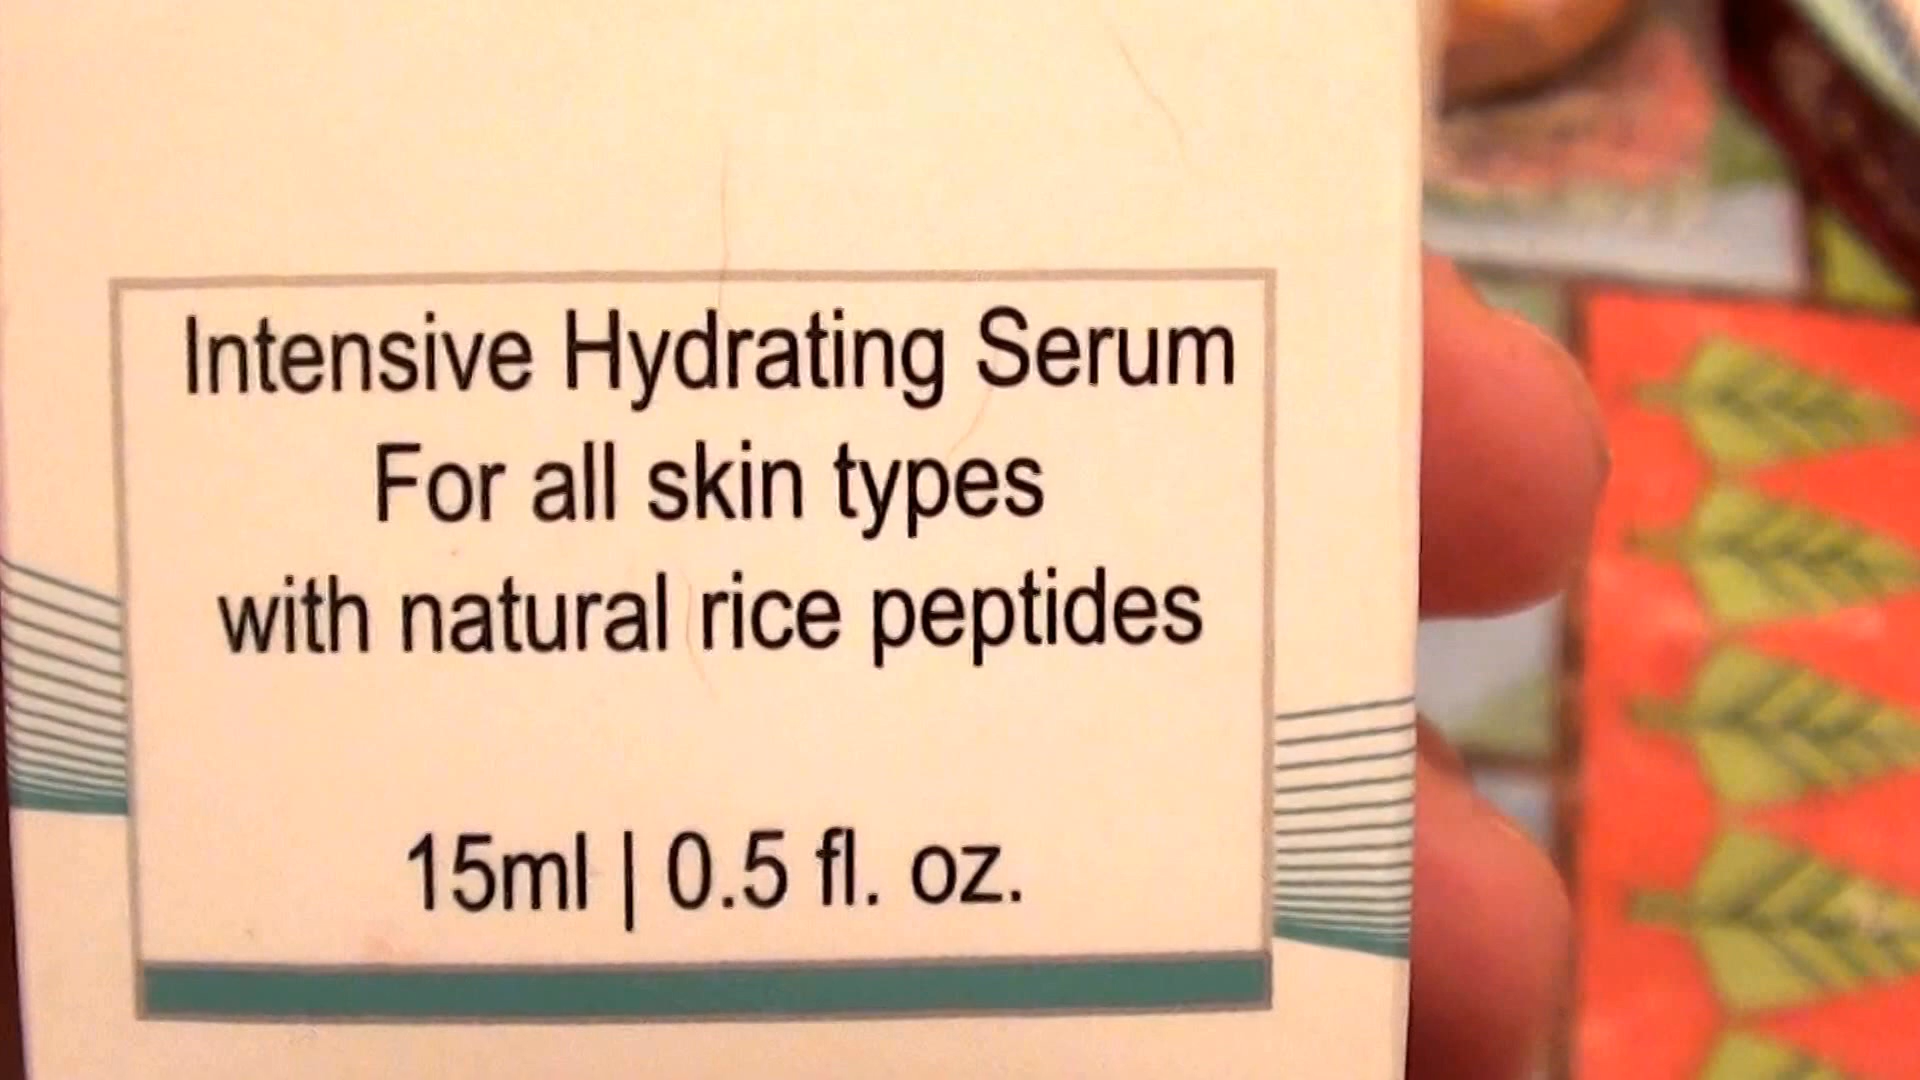 Intensive Hydrating Serum
For all skin types
with natural rice peptides
15ml | 0.5 fl. oz.